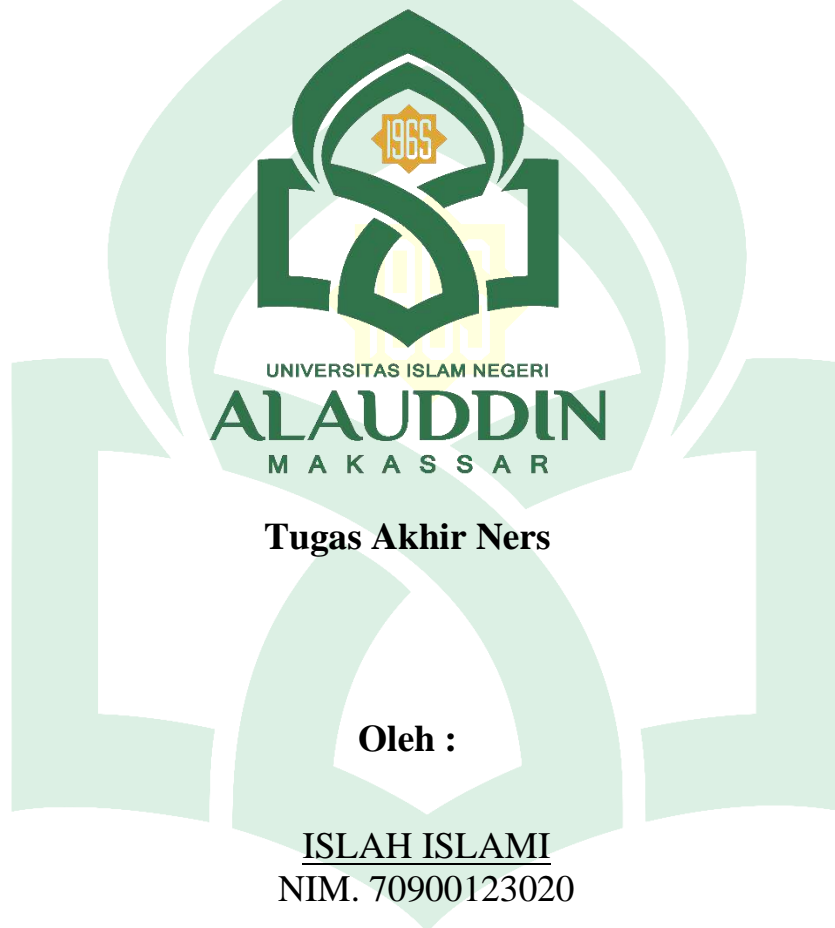 1965
UNIVERSITAS ISLAM NEGERI
ALAUDDIN
MAKASSAR
Tugas Akhir Ners
Oleh :
ISLAH ISLAMI
NIM. 70900123020